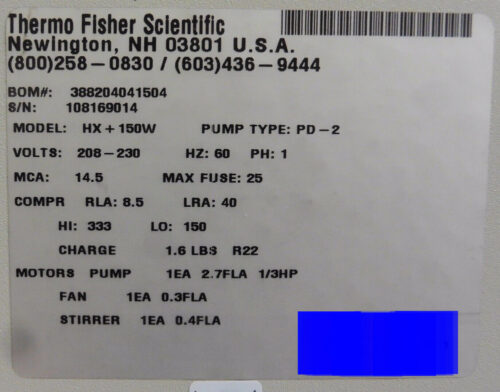 Thermo Fisher Scientific
Newington, NH 03801 U.S.A.
(800)258-0830 / (603)436-9444
BOM#: 388204041504
S/N: 108169014
MODEL: HX+150W PUMP TYPE: PD-2
VOLTS: 208-230 HZ: 60 PH: 1
MCA: 14.5 MAX FUSE: 25
COMPR RLA: 8.5 LRA: 40
HI: 333 LO: 150
CHARGE 1.6 LBS R22
MOTORS PUMP 1EA 2.7FLA 1/3HP
FAN 1EA 0.3FLA
STIRRER 1EA 0.4FLA